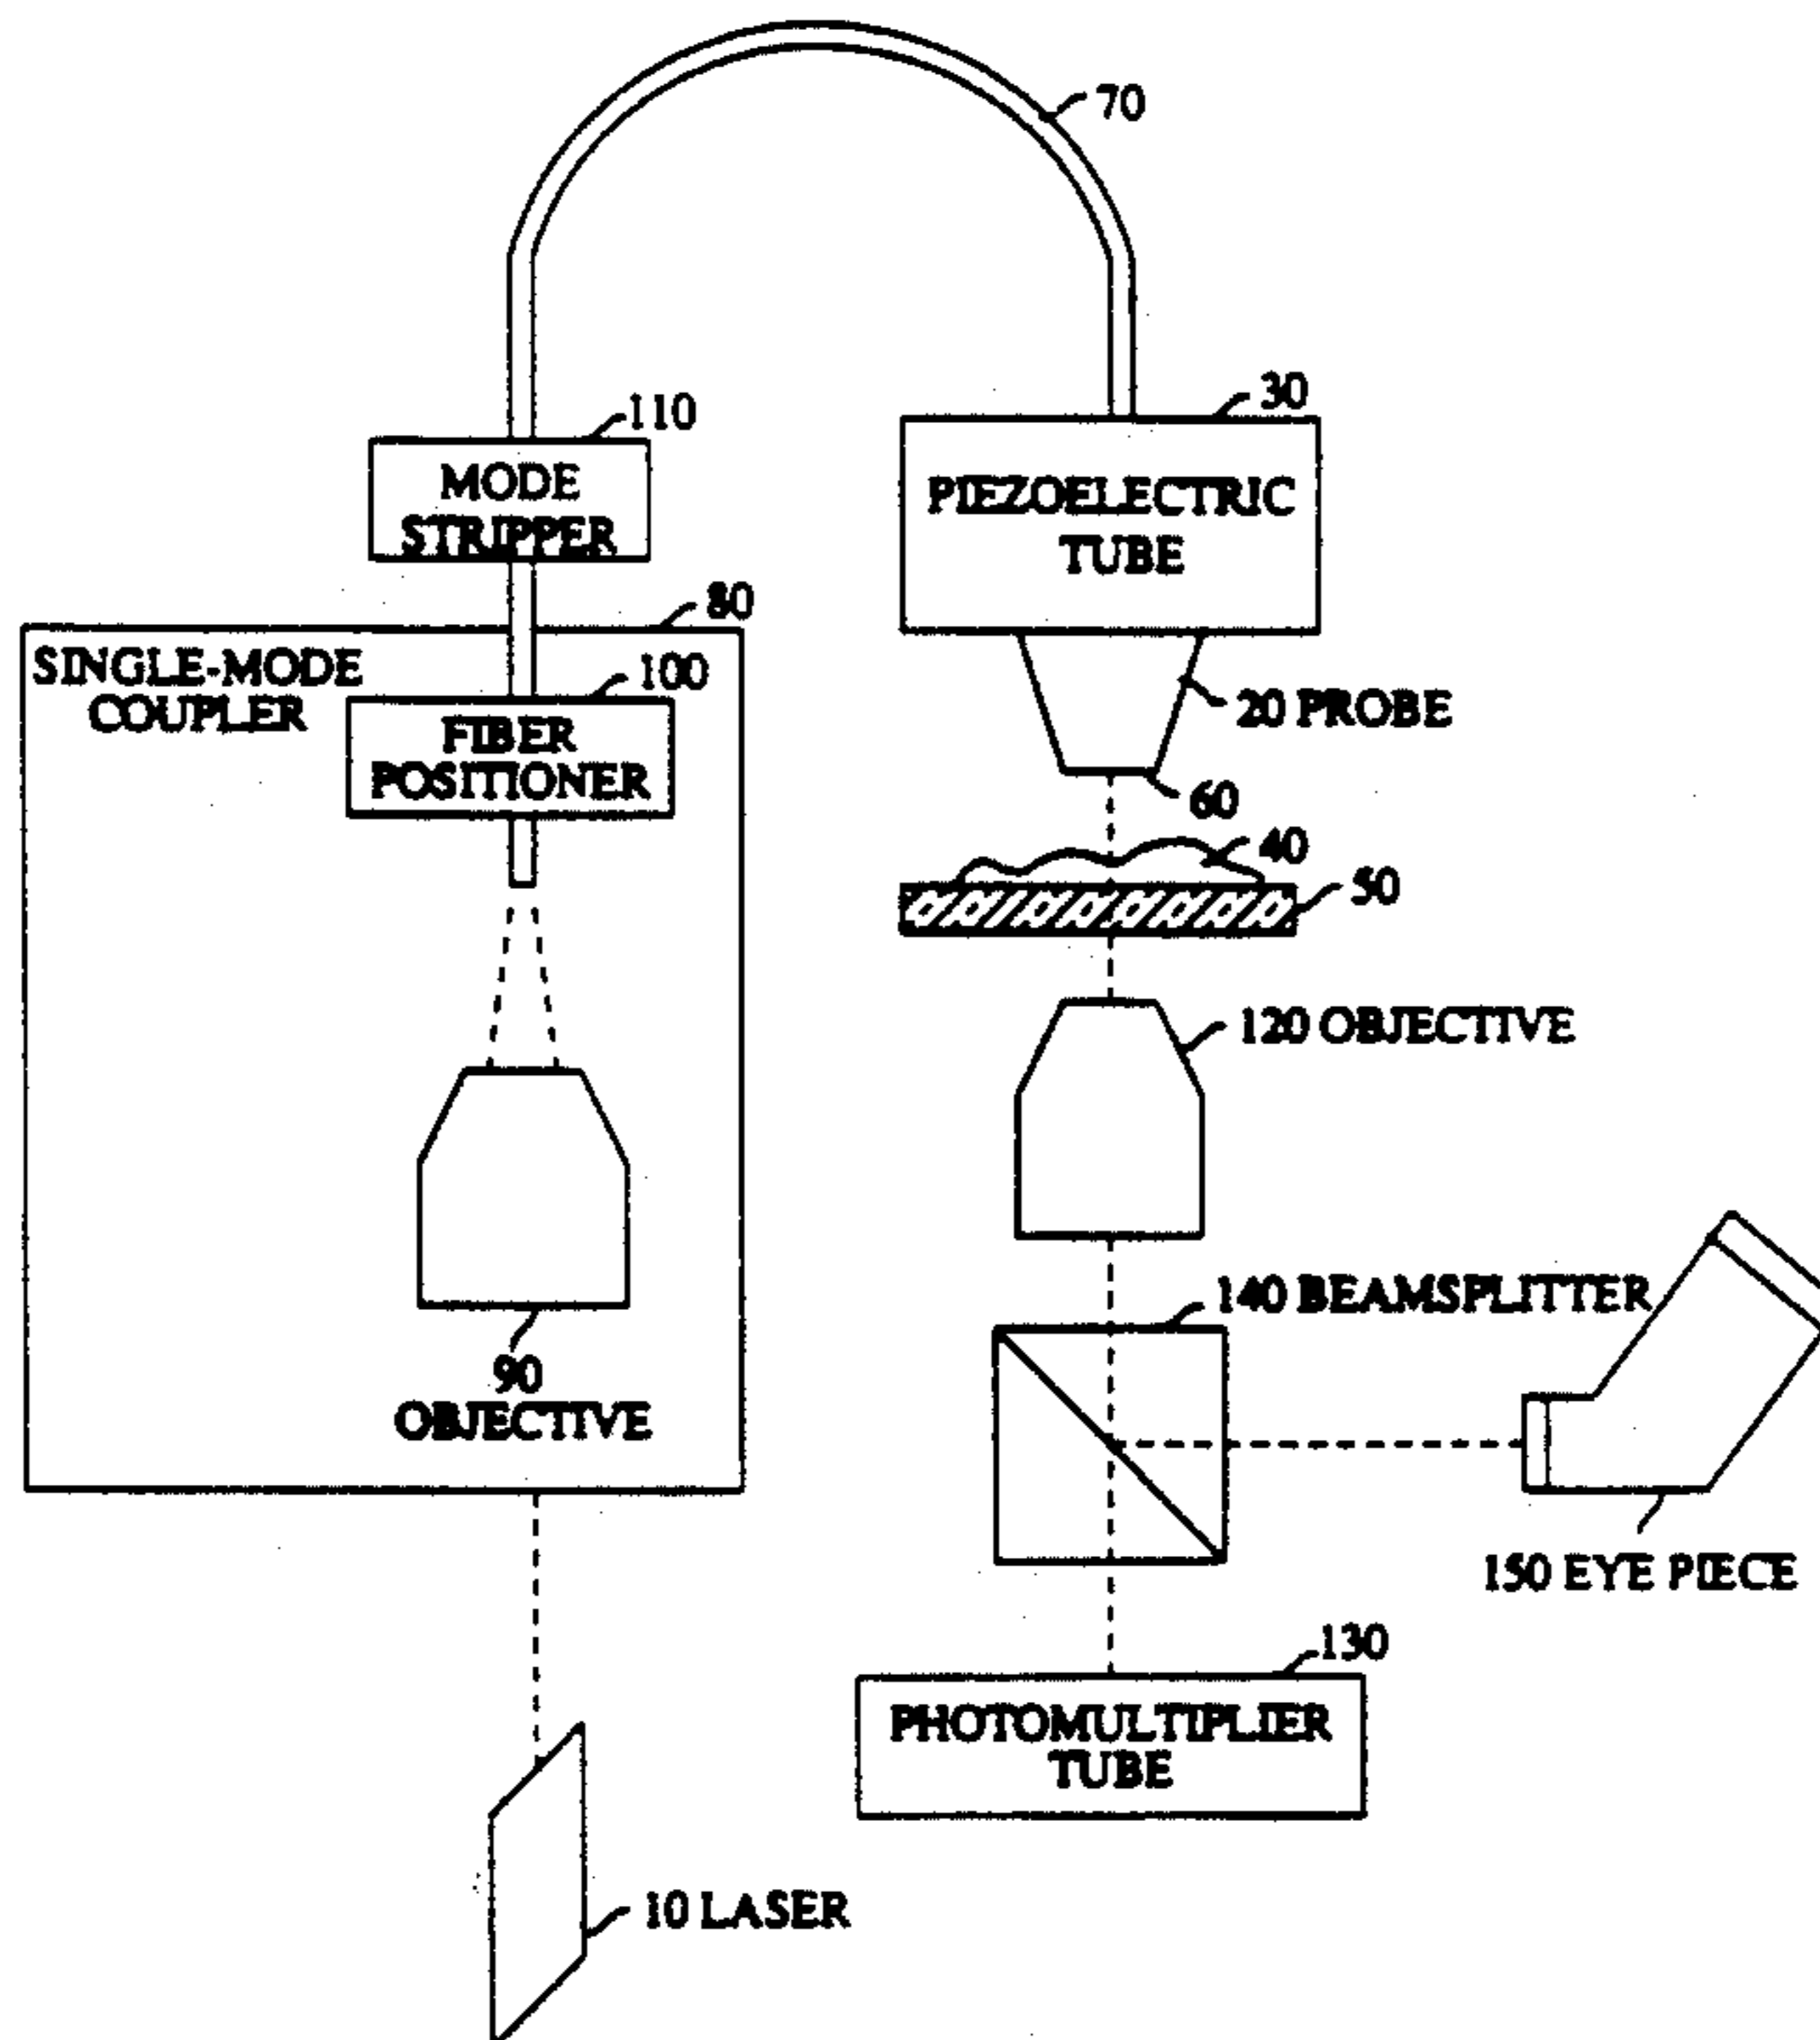 70
30
110
PIEZOELECTRIC
TUBE
MODE
STRIPPER
80
SINGLE-MODE
COUPLER
100
FIBER
POSITIONER
20 PROBE
60
40
50
120 OBJECTIVE
140 BEAMSPLITTER
90
OBJECTIVE
150 EYE PIECE
130
PHOTOMULTIPLIER
TUBE
10 LASER